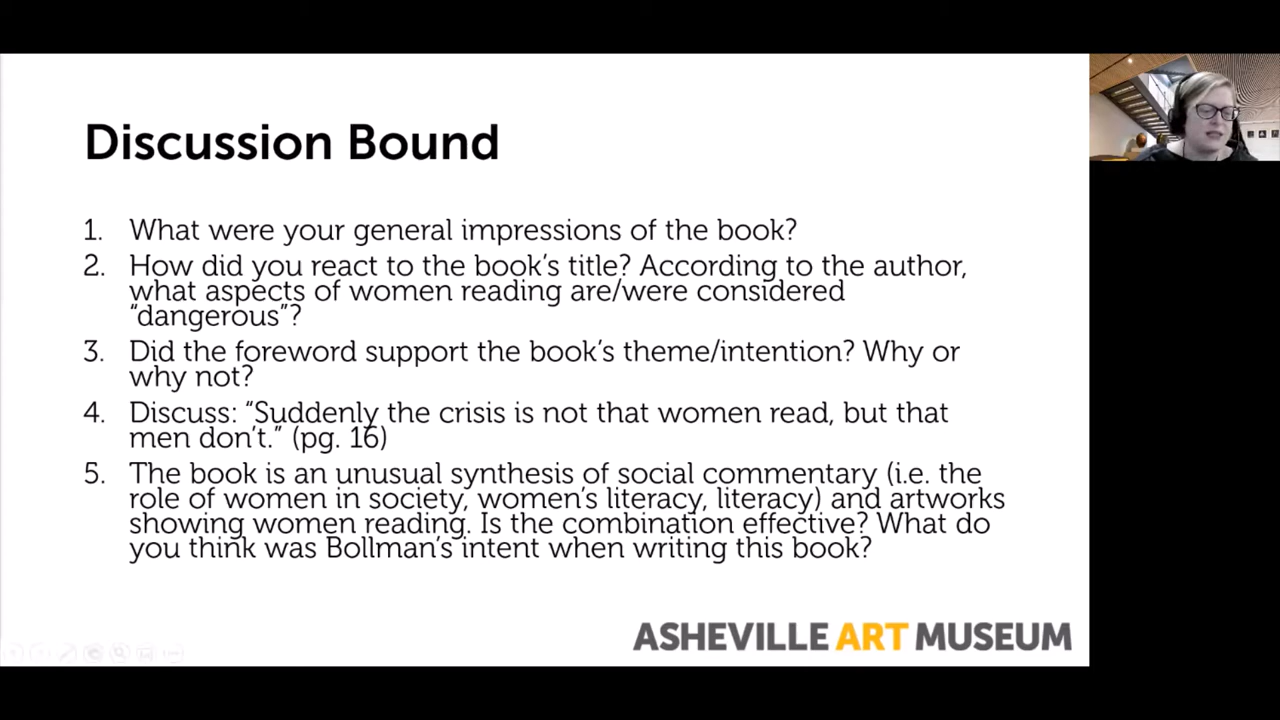 Discussion Bound
1. What were your general impressions of the book?
2. How did you react to the book's title? According to the author,
what aspects of women reading are/were considered
“dangerous”?
3. Did the foreword support the book's theme/intention? Why or
why not?
4. Discuss: “Suddenly the crisis is not that women read, but that
men don't.” (pg. 16)
5. The book is an unusual synthesis of social commentary (i.e. the
role of women in society, women's literacy, literacy) and artworks
showing women reading. Is the combination effective? What do
you think was Bollman's intent when writing this book?
ASHEVILLE ART MUSEUM